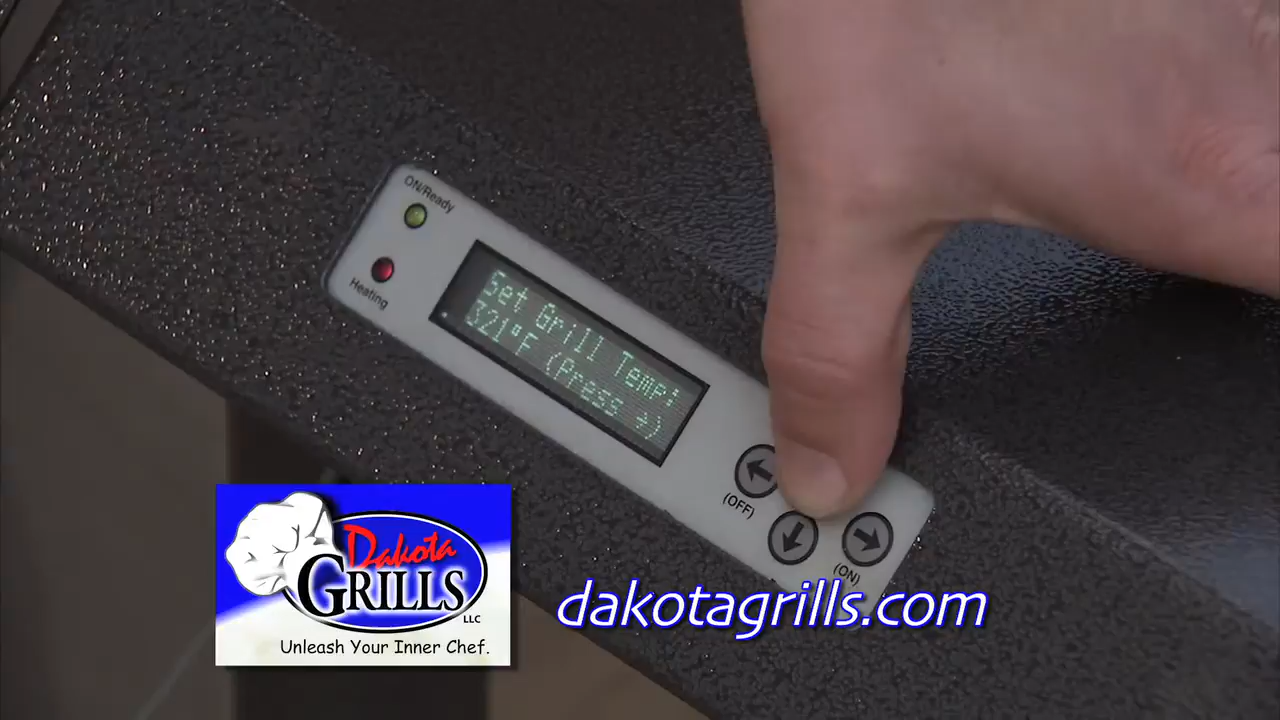 ON/Ready
Heating
Set Grill Temp:
321°F (Press →)
(OFF)
(ON)
Dakota
GRILLS
LLC
Unleash Your Inner Chef.
dakotagrills.com